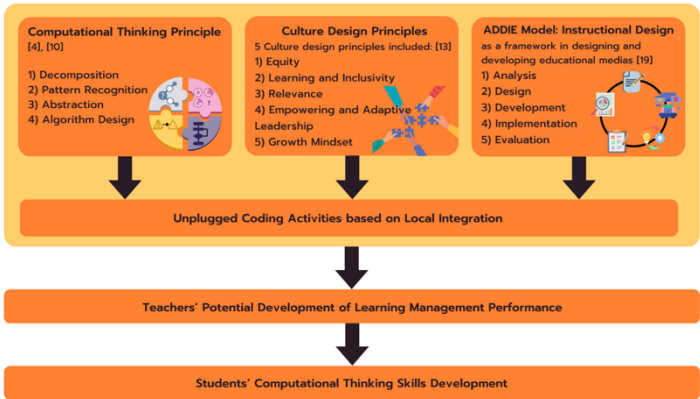 Computational Thinking Principle
[4], [10]
1) Decomposition
2) Pattern Recognition
3) Abstraction
4) Algorithm Design
Culture Design Principles
5 Culture design principles included: [13]
1) Equity
2) Learning and Inclusivity
3) Relevance
4) Empowering and Adaptive
Leadership
5) Growth Mindset
ADDIE Model: Instructional Design
as a framework in designing and
developing educational medias [19]
1) Analysis
2) Design
3) Development
4) Implementation
5) Evaluation
Unplugged Coding Activities based on Local Integration
Teachers' Potential Development of Learning Management Performance
Students' Computational Thinking Skills Development